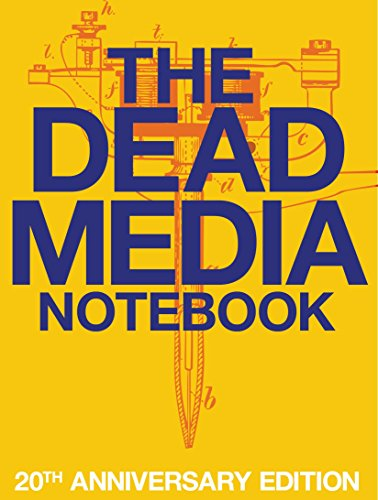 h.
THE
DEAD
MEDIA
NOTEBOOK
b
20TH ANNIVERSARY EDITION